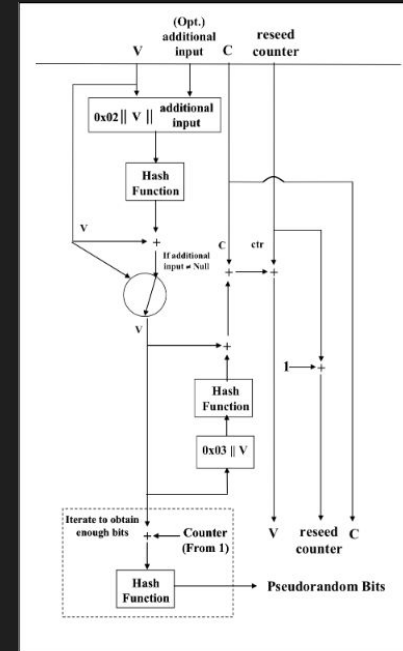 (Opt.)
additional
input
V
C
reseed
counter
0x02 || V || additional
input
Hash
Function
V
+
If additional
input ≠ Null
V
C
ctr
+
+
+
1
+
Hash
Function
0x03 || V
Iterate to obtain
enough bits
+
Counter
(From 1)
Hash
Function
V
reseed
counter
C
Pseudorandom Bits